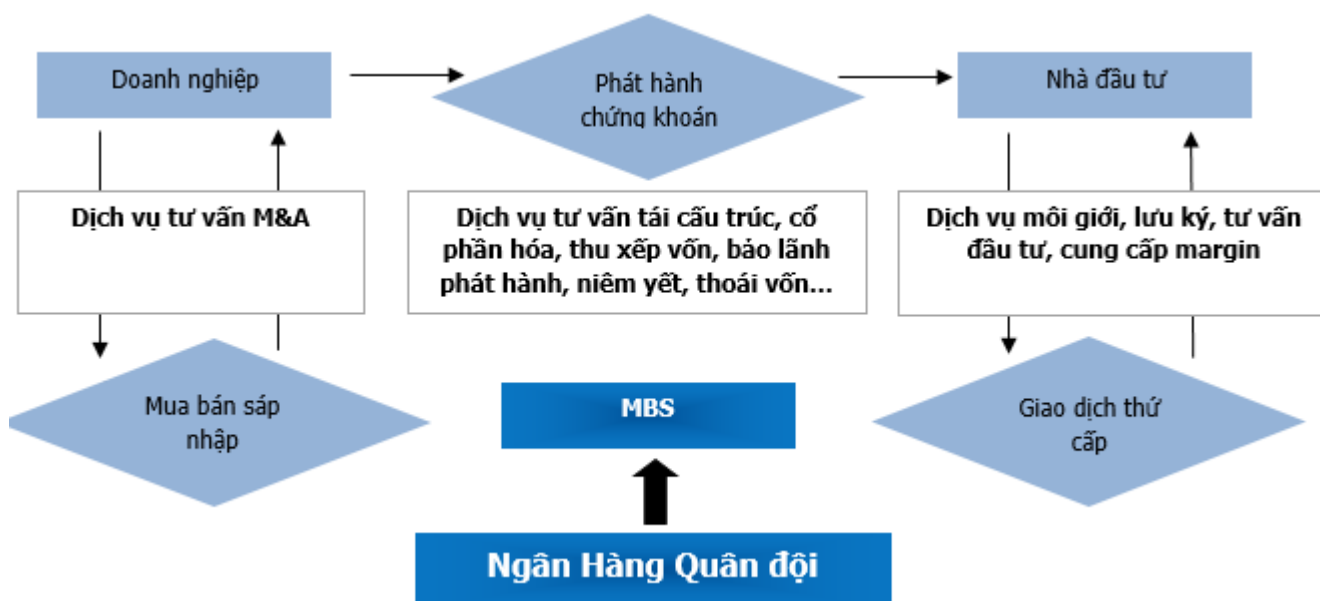 Doanh nghiệp
Phát hành
chứng khoán
Nhà đầu tư
Dịch vụ tư vấn M&A
Dịch vụ tư vấn tái cấu trúc, cổ
phần hóa, thu xếp vốn, bảo lãnh
phát hành, niêm yết, thoái vốn...
Dịch vụ môi giới, lưu ký, tư vấn
đầu tư, cung cấp margin
Mua bán sáp
nhập
MBS
Giao dịch thứ
cấp
Ngân Hàng Quân đội